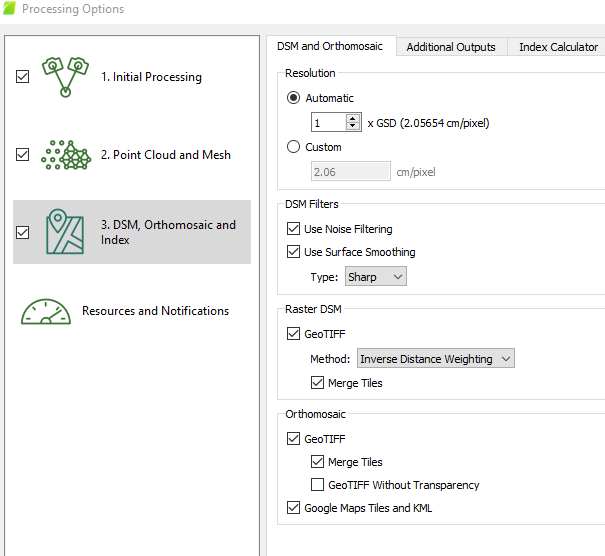 Processing Options
1. Initial Processing
2. Point Cloud and Mesh
3. DSM, Orthomosaic and
Index
Resources and Notifications
DSM and Orthomosaic
Additional Outputs
Index Calculator
Resolution
Automatic
1
x GSD (2.05654 cm/pixel)
Custom
2.06
cm/pixel
DSM Filters
Use Noise Filtering
Use Surface Smoothing
Type:
Sharp
Raster DSM
GeoTIFF
Method:
Inverse Distance Weighting
Merge Tiles
Orthomosaic
GeoTIFF
Merge Tiles
GeoTIFF Without Transparency
Google Maps Tiles and KML